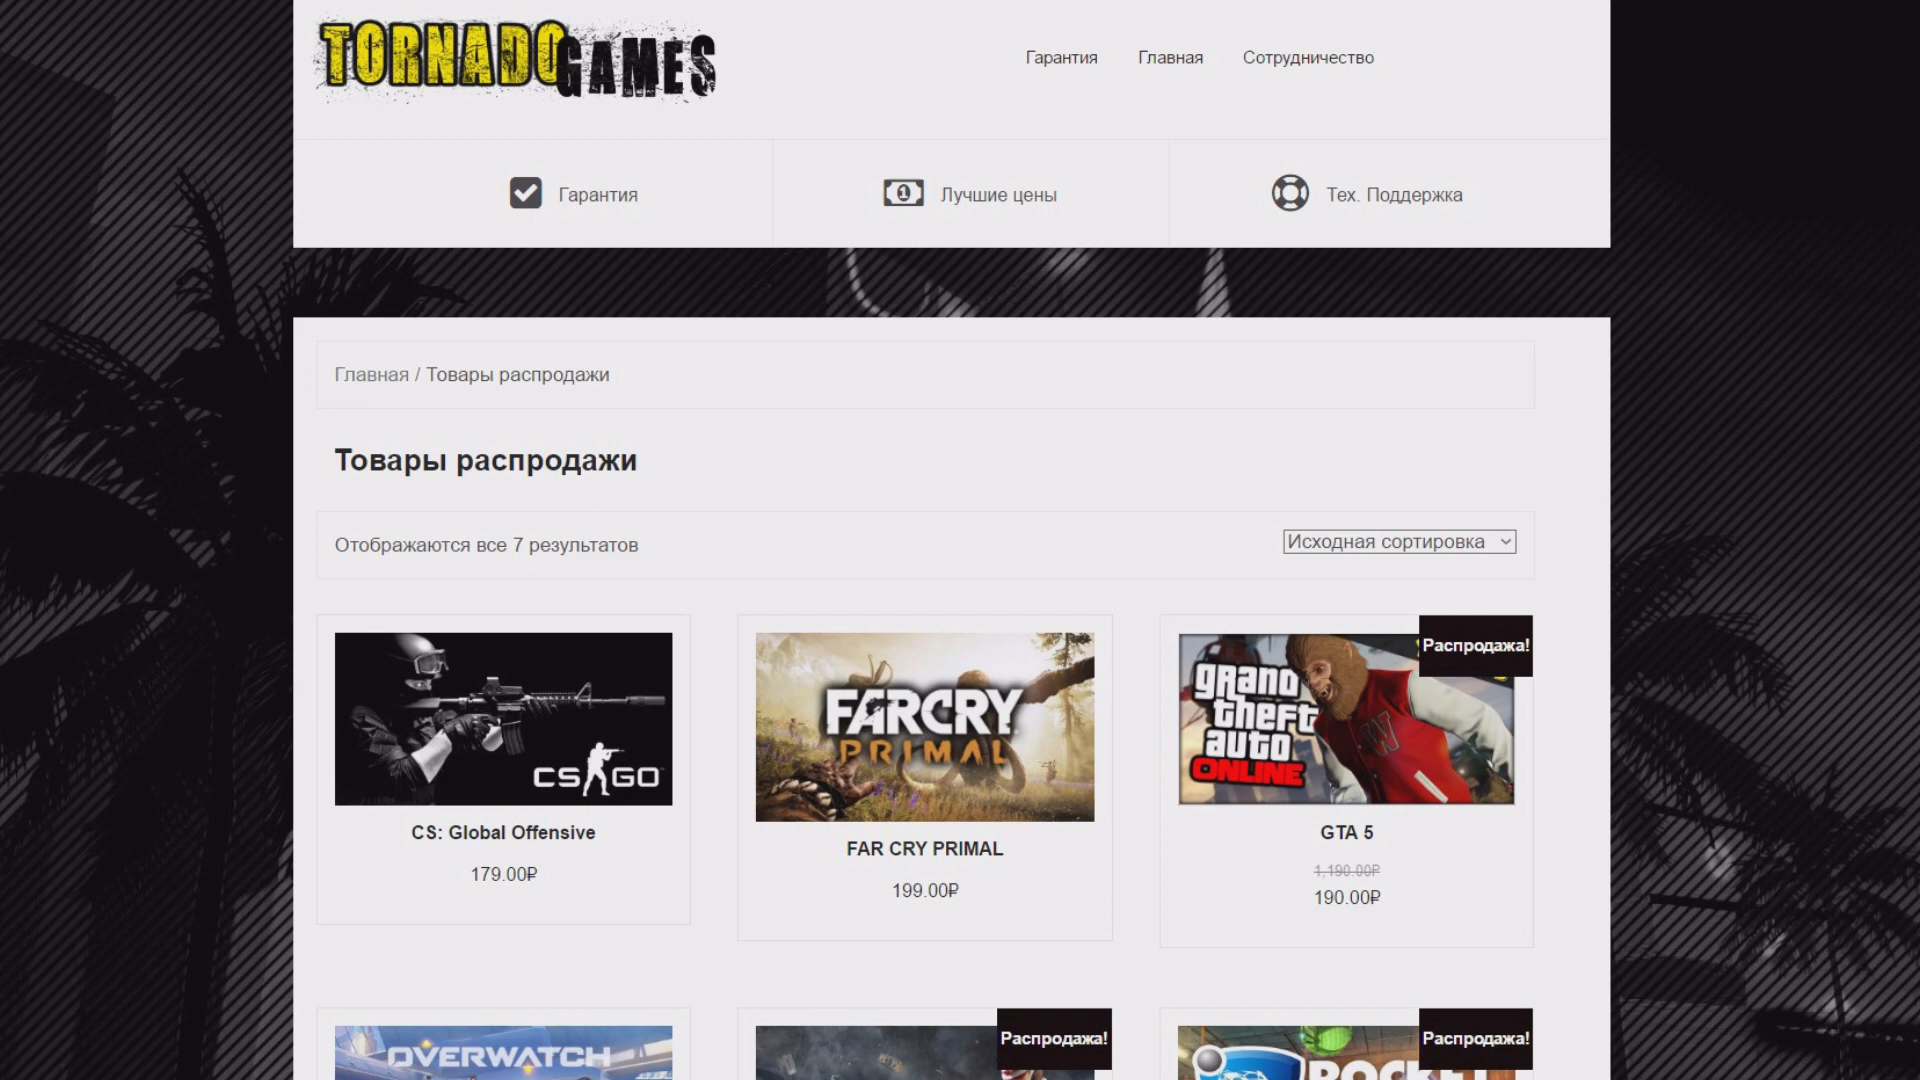 TORNADO GAMES
Гарантия
Главная
Сотрудничество
Гарантия
1
Лучшие цены
Тех. Поддержка
Главная / Товары распродажи
Товары распродажи
Отображаются все 7 результатов
Исходная сортировка
CS GO
CS: Global Offensive
179.00₽
FARCRY
PRIMAL
FAR CRY PRIMAL
199.00₽
Распродажа!
grand
theft
auto
ONLINE
W
GTA 5
1,190.00₽
190.00₽
OVERWATCH
Распродажа!
Распродажа!
ROCKET